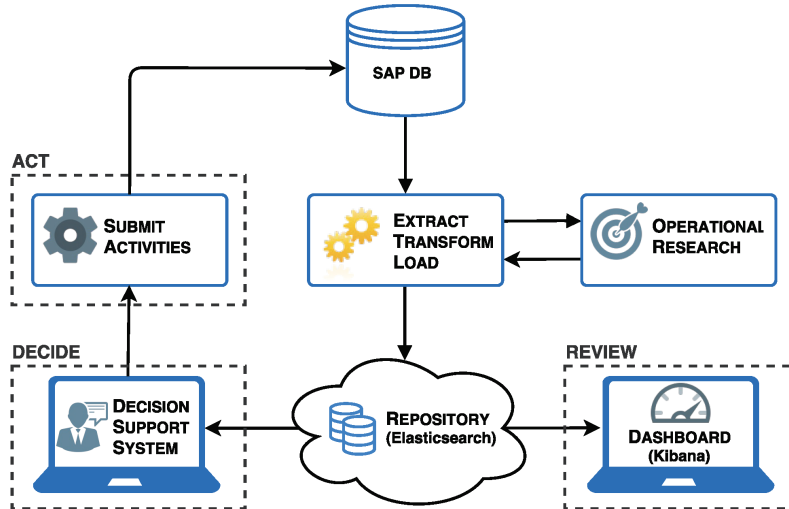 SAP DB
ACT
SUBMIT
ACTIVITIES
EXTRACT
TRANSFORM
LOAD
OPERATIONAL
RESEARCH
DECIDE
DECISION
SUPPORT
SYSTEM
REPOSITORY
(Elasticsearch)
REVIEW
DASHBOARD
(Kibana)